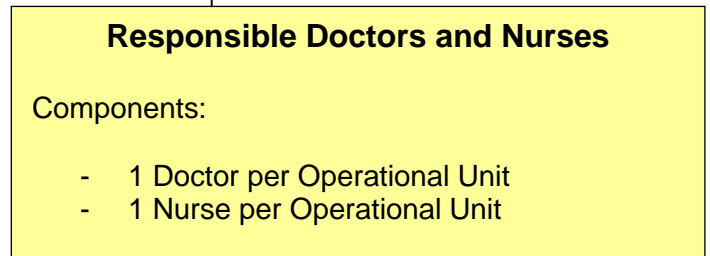 Responsible Doctors and Nurses
Components:
- 1 Doctor per Operational Unit
- 1 Nurse per Operational Unit